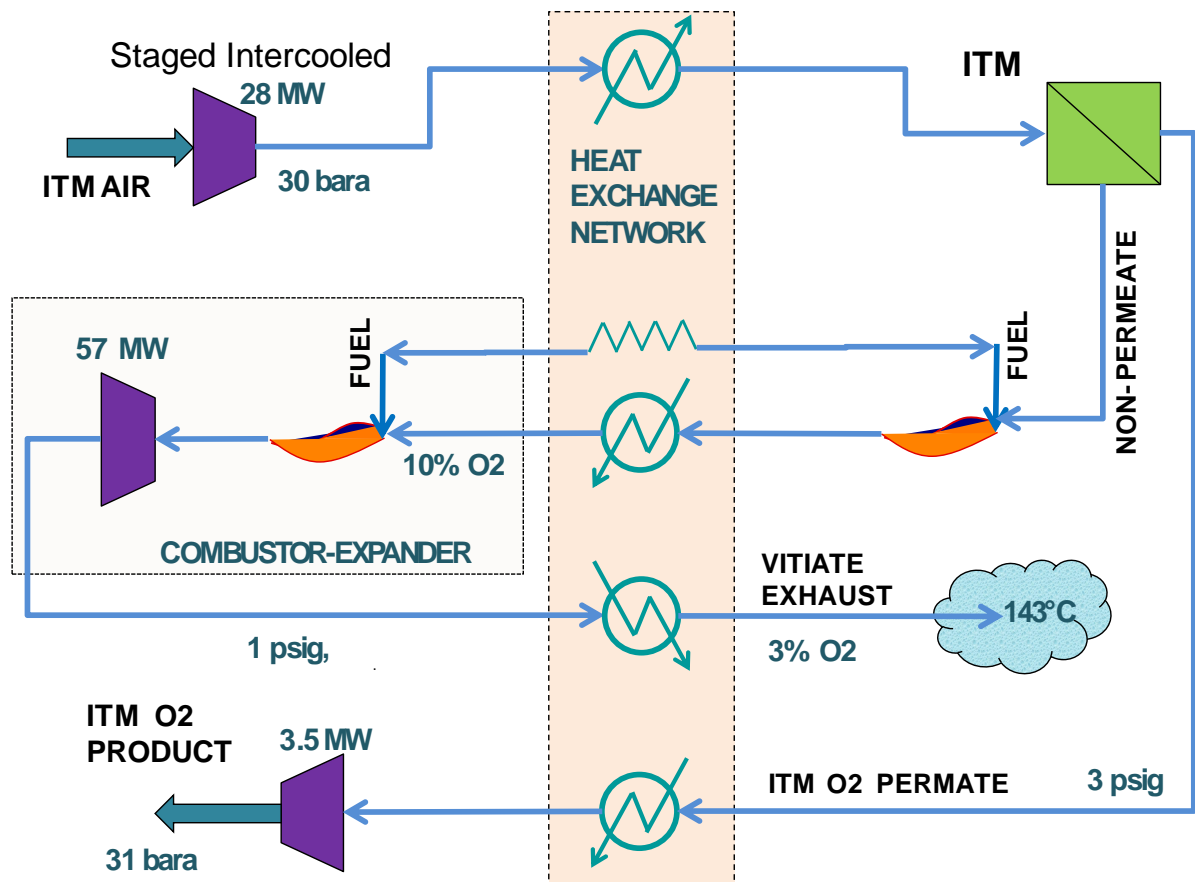 Staged Intercooled
28 MW
ITM AIR
30 bara
HEAT
EXCHANGE
NETWORK
ITM
NON-PERMEATE
57 MW
FUEL
FUEL
10% O2
COMBUSTOR-EXPANDER
1 psig,
VITIATE
EXHAUST
3% O2
143°C
ITM O2
PRODUCT
3.5 MW
31 bara
ITM O2 PERMATE
3 psig